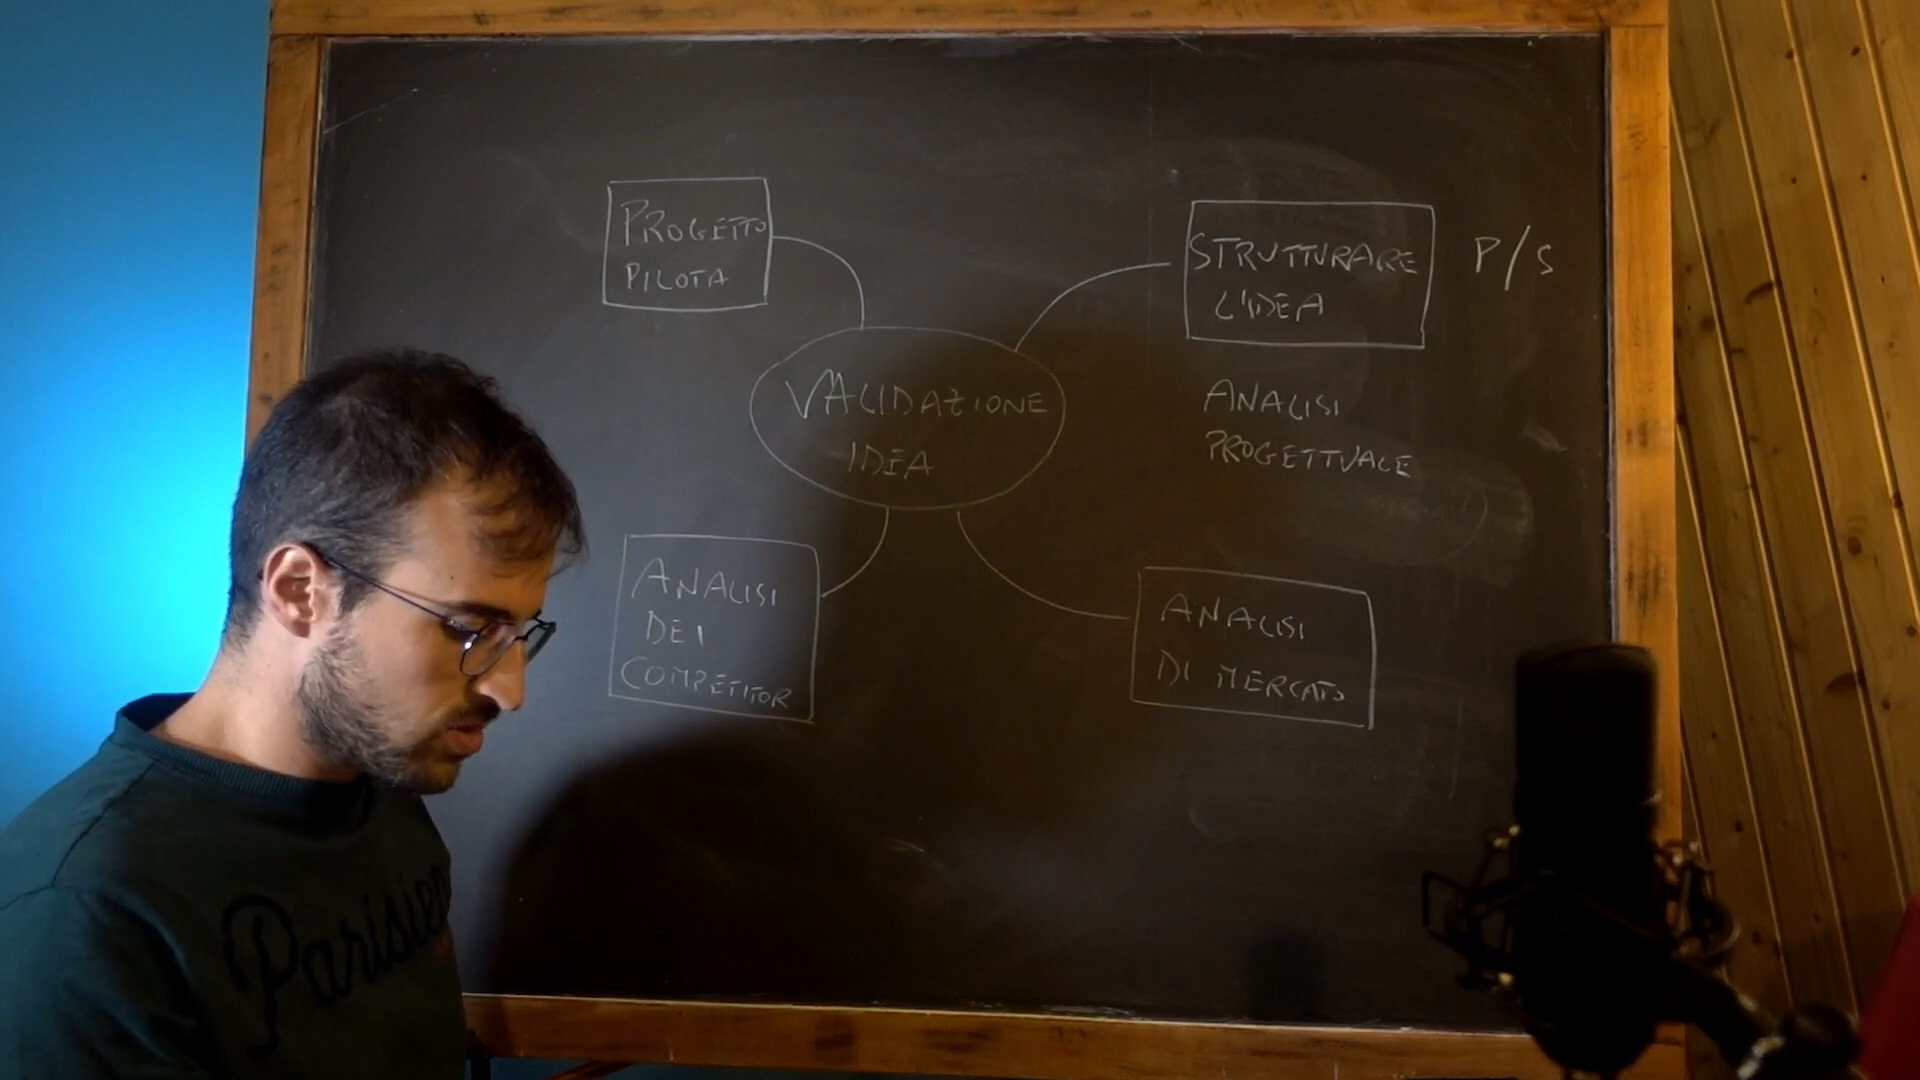 PROGETTO
PILOTA
STRUTTURARE
L'IDEA
P/S
VALIDAZIONE
IDEA
ANALISI
PROGETTUALE
ANALISI
DEI
COMPETITOR
ANALISI
DI MERCATO
Parisien